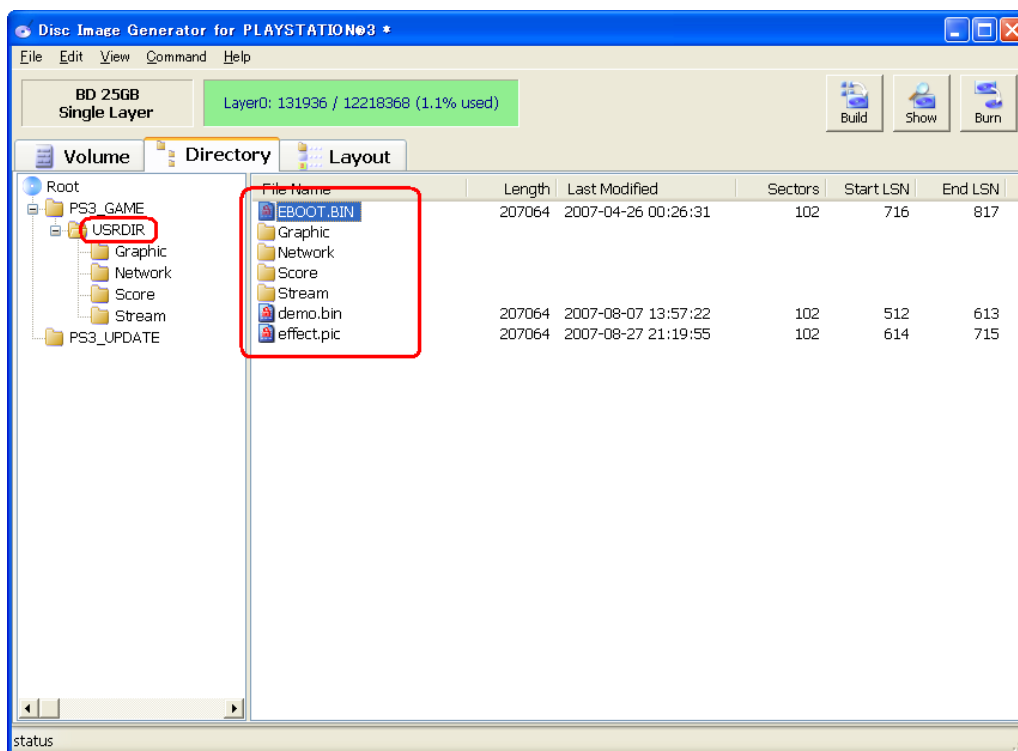 Disc Image Generator for PLAYSTATION®3 *
File Edit View Command Help
BD 25GB
Single Layer
Layer0: 131936 / 12218368 (1.1% used)
Build Show Burn
Volume Directory Layout
Root
PS3_GAME
USRDIR
Graphic
Network
Score
Stream
PS3_UPDATE
File Name Length Last Modified Sectors Start LSN End LSN
EBOOT.BIN 207064 2007-04-26 00:26:31 102 716 817
Graphic
Network
Score
Stream
demo.bin 207064 2007-08-07 13:57:22 102 512 613
effect.pic 207064 2007-08-27 21:19:55 102 614 715
status